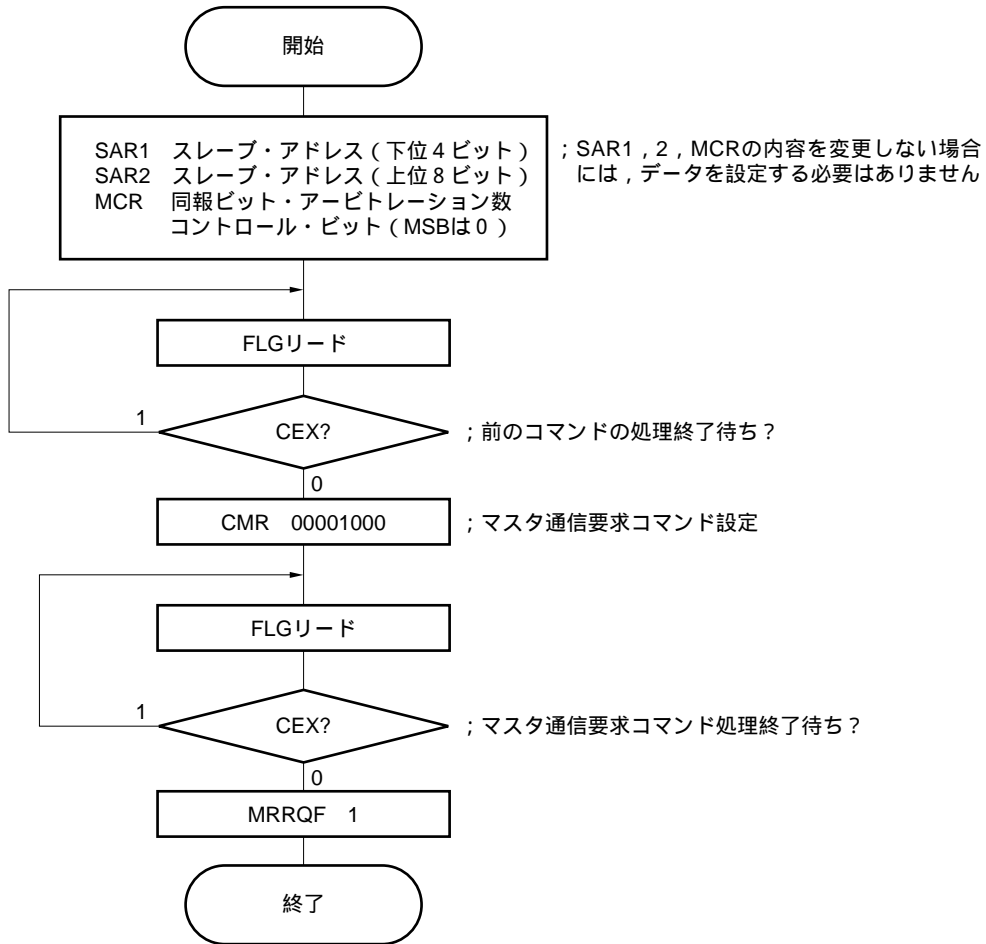 開始
SAR1 スレーブ・アドレス（下位4ビット）
SAR2 スレーブ・アドレス（上位8ビット）
MCR 同報ビット・アービトレーション数
コントロール・ビット（MSBは0）
；SAR1，2，MCRの内容を変更しない場合
には，データを設定する必要はありません
FLGリード
1
CEX?
；前のコマンドの処理終了待ち？
0
CMR 00001000
；マスタ通信要求コマンド設定
FLGリード
1
CEX?
；マスタ通信要求コマンド処理終了待ち？
0
MRRQF 1
終了